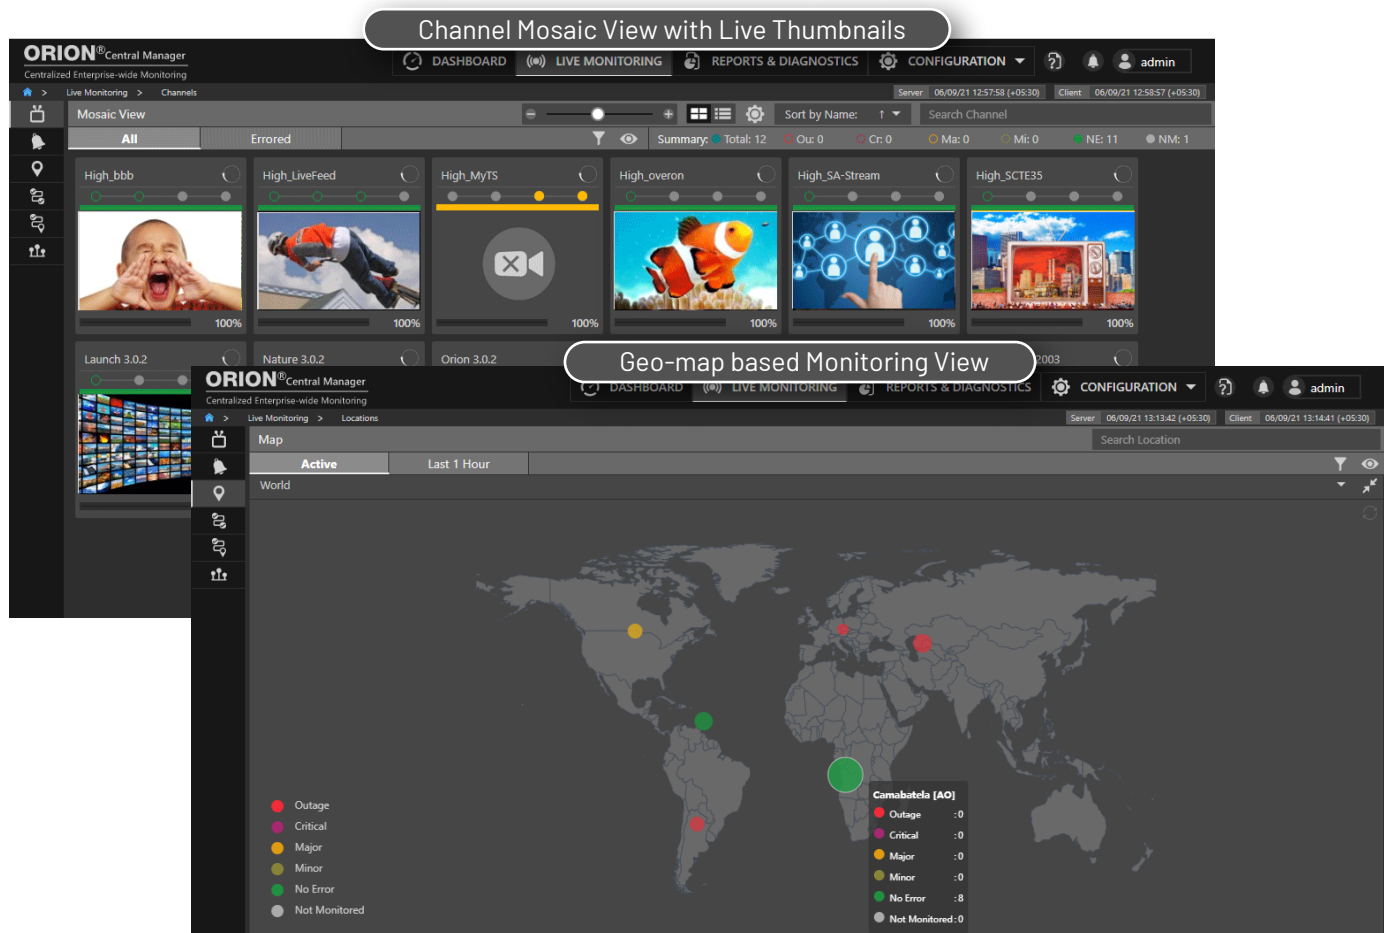 Channel Mosaic View with Live Thumbnails
ORION® Central Manager
Centralized Enterprise-wide Monitoring
DASHBOARD
LIVE MONITORING
REPORTS & DIAGNOSTICS
CONFIGURATION
admin
> Live Monitoring > Channels
Server 06/09/21 12:57:58 (+05:30) Client 06/09/21 12:58:57 (+05:30)
Mosaic View
Sort by Name: ↑
Search Channel
All
Errored
Summary: Total: 12 Ou: 0 Cr: 0 Ma: 0 Mi: 0 NE: 11 NM: 1
High_bbb
High_LiveFeed
High_MyTS
High_overon
High_SA-Stream
High_SCTE35
100%
100%
100%
100%
100%
100%
Launch 3.0.2
Nature 3.0.2
Orion 3.0.2
2003
Geo-map based Monitoring View
ORION® Central Manager
Centralized Enterprise-wide Monitoring
DASHBOARD
LIVE MONITORING
REPORTS & DIAGNOSTICS
CONFIGURATION
admin
> Live Monitoring > Locations
Server 06/09/21 13:13:42 (+05:30) Client 06/09/21 13:14:41 (+05:30)
Map
Search Location
Active
Last 1 Hour
World
Outage
Critical
Major
Minor
No Error
Not Monitored
Camabatela [AO]
Outage :0
Critical :0
Major :0
Minor :0
No Error :8
Not Monitored:0